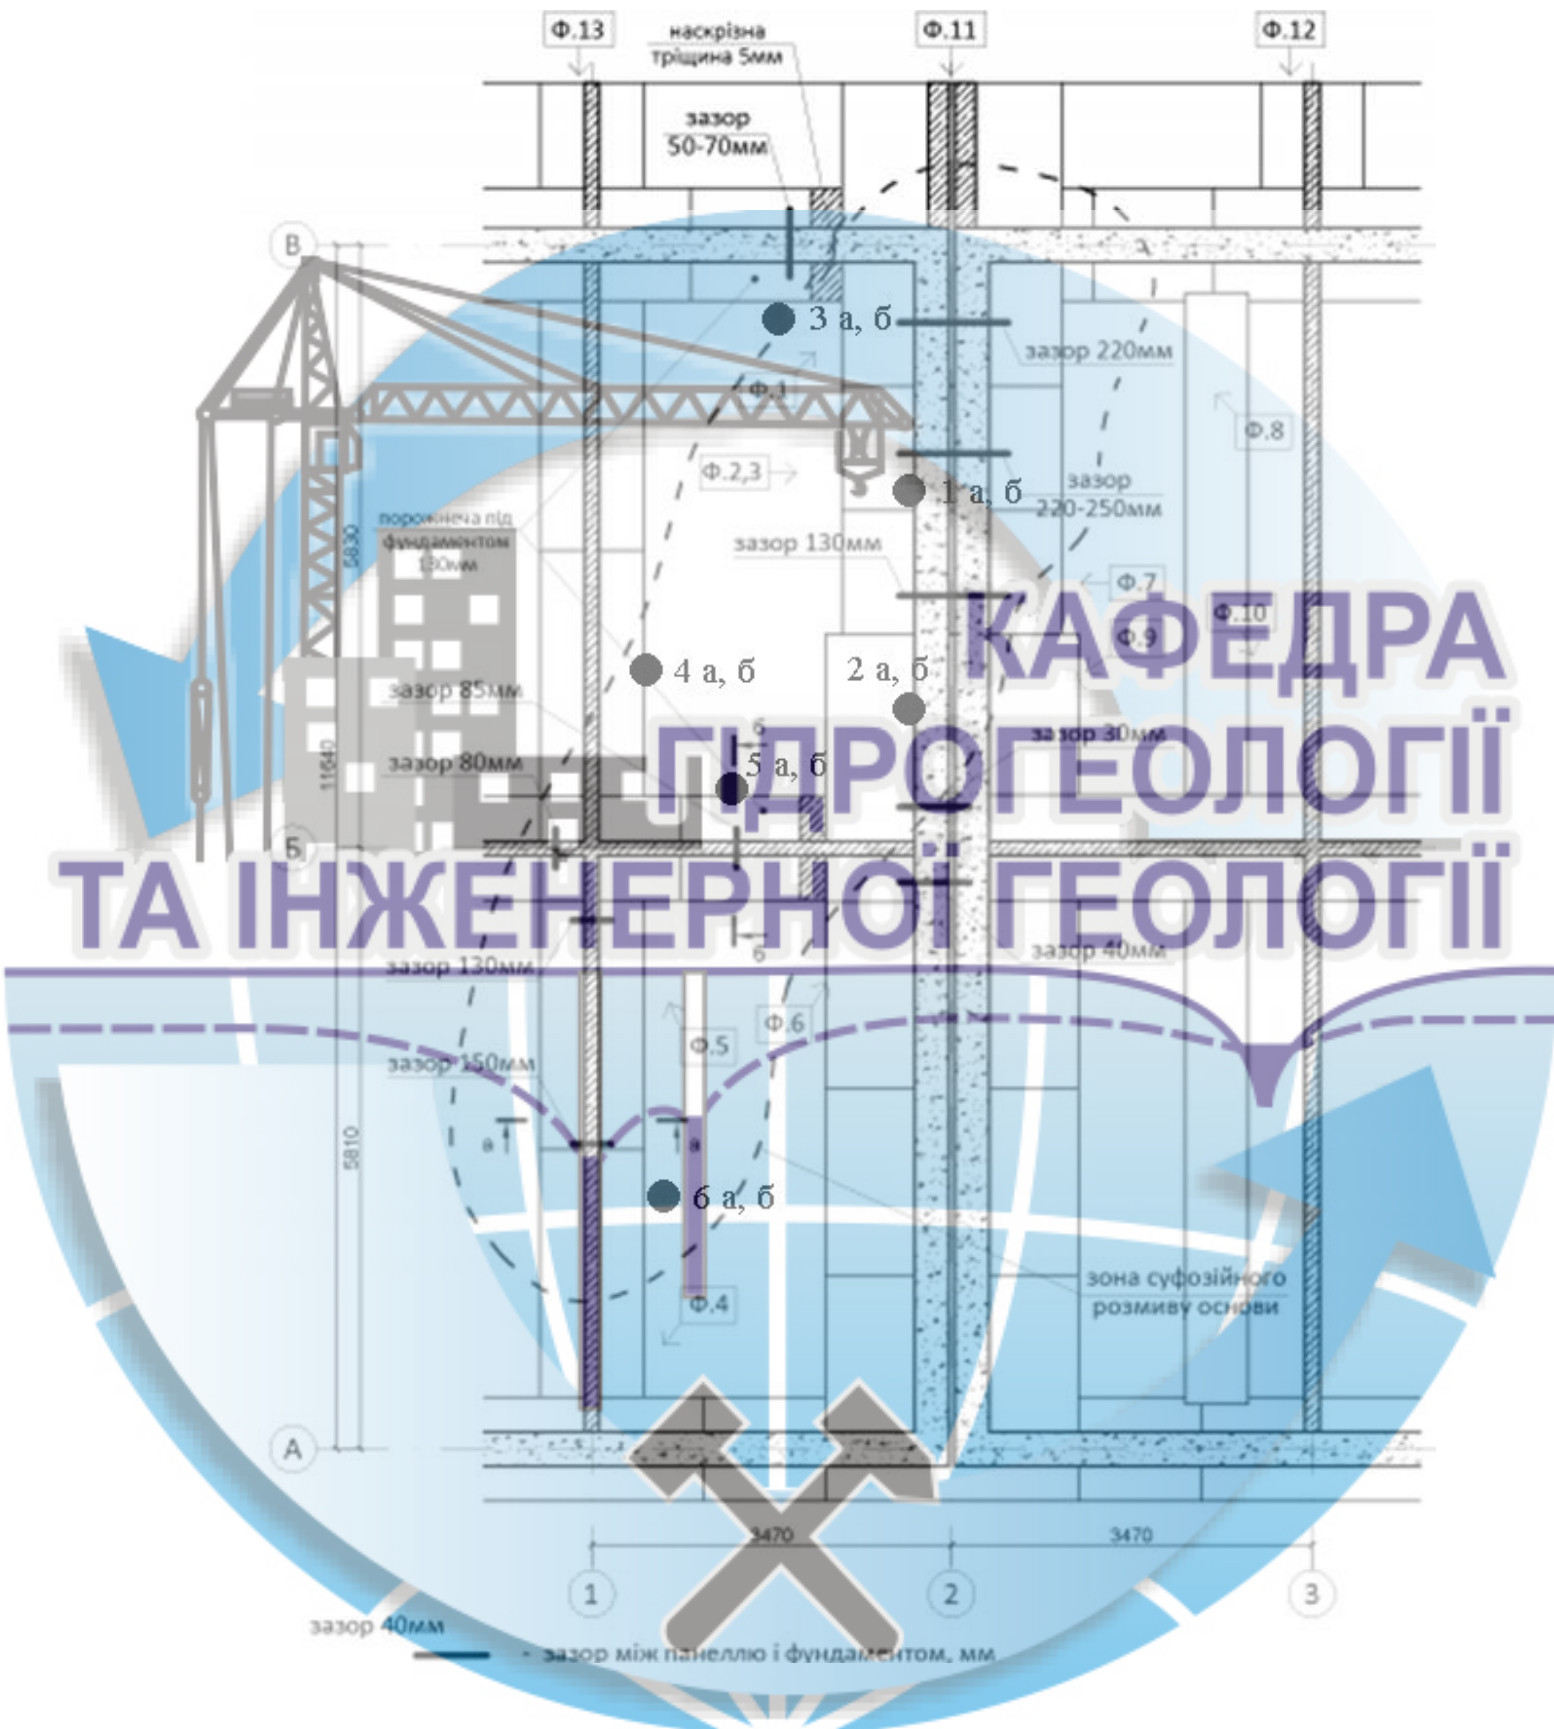 Ф.13
наскрізна
тріщина 5мм
Ф.11
Ф.12
зазор
50-70мм
В
3 а, б
зазор 220мм
Ф.1
Ф.8
Ф.2,3
зазор
220-250мм
1 а, б
порожнеча під
фундаментом
130мм
5830
зазор 130мм
Ф.7
Ф.10
Ф.9
КАФЕДРА
4 а, б
2 а, б
зазор 85мм
б
зазор 30мм
ГІДРОГЕОЛОГІЇ
11640
зазор 80мм
5 а, б
Б
ТА ІНЖЕНЕРНОЇ ГЕОЛОГІЇ
б
зазор 130мм
зазор 40мм
Ф.6
Ф.5
зазор 150мм
5810
а
а
6 а, б
зона суфозійного
розмиву основи
Ф.4
А
3470
3470
1
2
3
зазор 40мм
- зазор між панеллю і фундаментом, мм